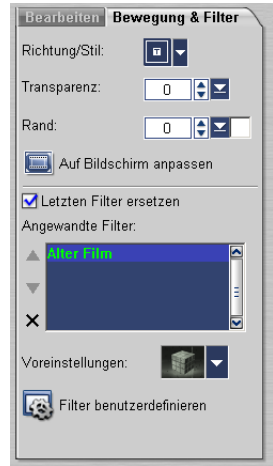 Bearbeiten Bewegung & Filter
Richtung/Stil:
T
Transparenz: 0
Rand: 0
Auf Bildschirm anpassen
Letzten Filter ersetzen
Angewandte Filter:
Alter Film
Voreinstellungen:
Filter benutzerdefinieren